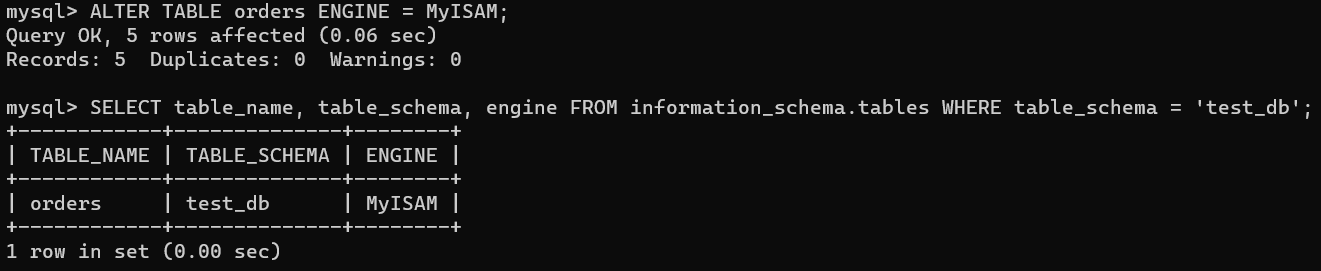 mysql> ALTER TABLE orders ENGINE = MyISAM;
Query OK, 5 rows affected (0.06 sec)
Records: 5  Duplicates: 0  Warnings: 0

mysql> SELECT table_name, table_schema, engine FROM information_schema.tables WHERE table_schema = 'test_db';
+------------+--------------+--------+
| TABLE_NAME | TABLE_SCHEMA | ENGINE |
+------------+--------------+--------+
| orders     | test_db      | MyISAM |
+------------+--------------+--------+
1 row in set (0.00 sec)